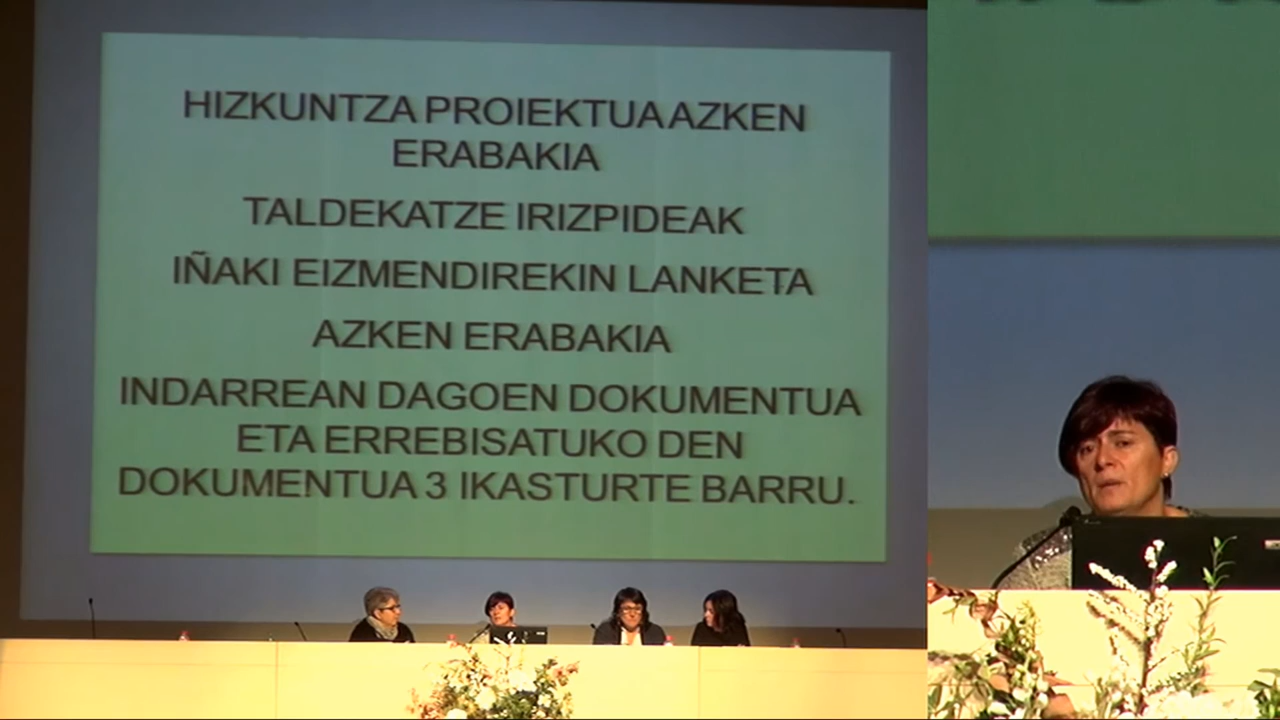 HIZKUNTZA PROIEKTUA AZKEN
ERABAKIA
TALDEKATZE IRIZPIDEAK
IÑAKI EIZMENDIREKIN LANKETA
AZKEN ERABAKIA
INDARREAN DAGOEN DOKUMENTUA
ETA ERREBISATUKO DEN
DOKUMENTUA 3 IKASTURTE BARRU.